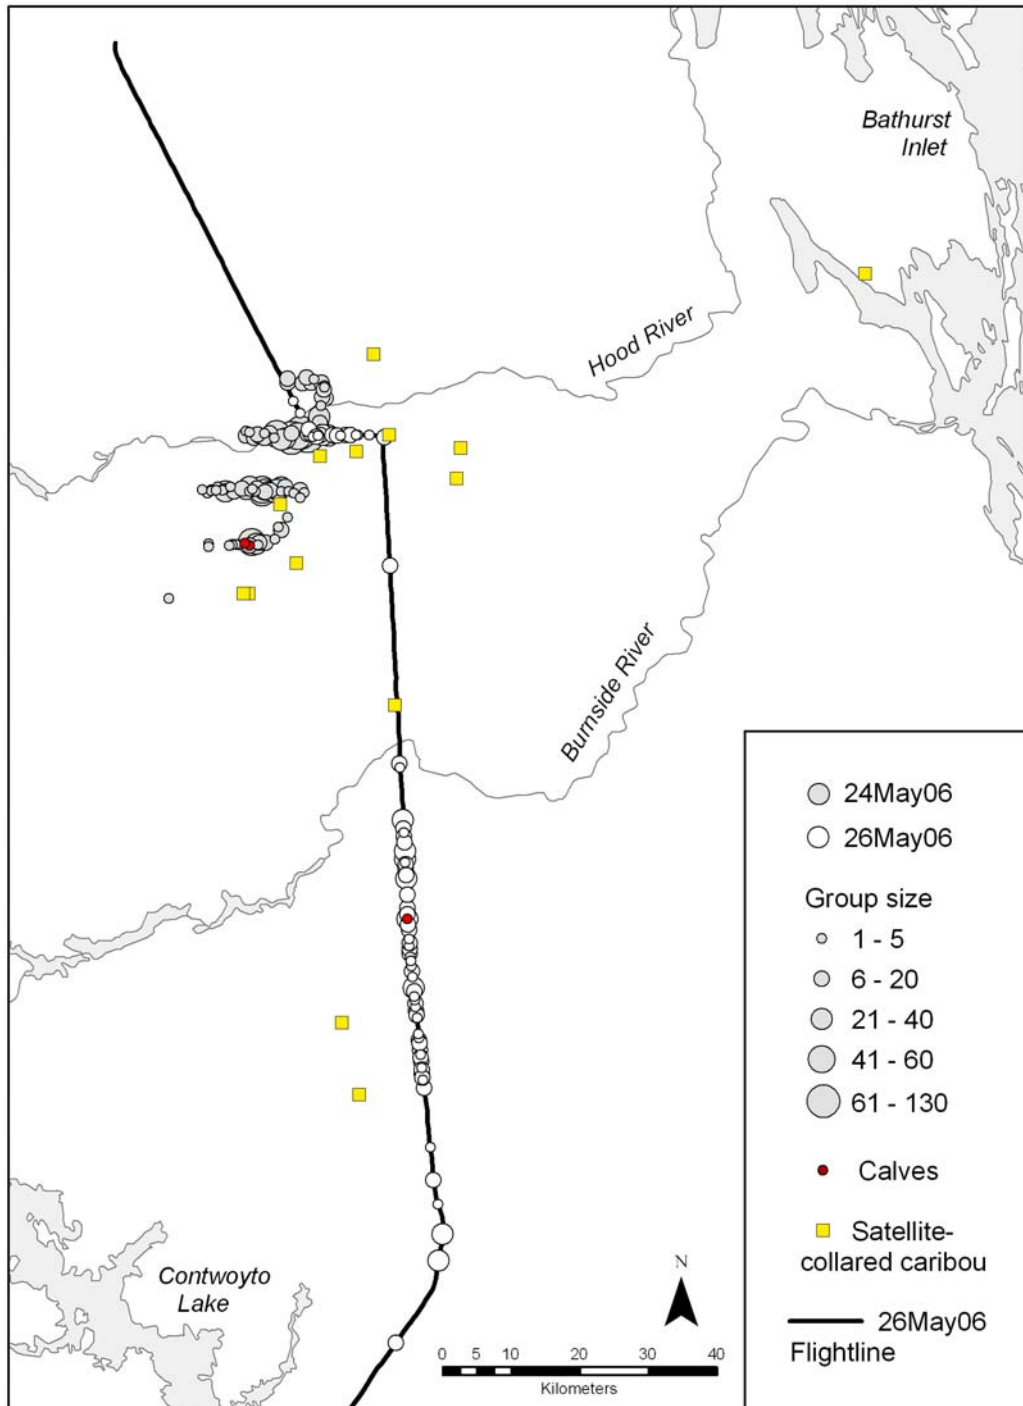 Bathurst
Inlet
Hood River
Burnside River
24May06
26May06
Group size
1 - 5
6 - 20
21 - 40
41 - 60
61 - 130
Calves
Satellite-
collared caribou
26May06
Flightline
Contwoyto
Lake
N
0 5 10 20 30 40
Kilometers